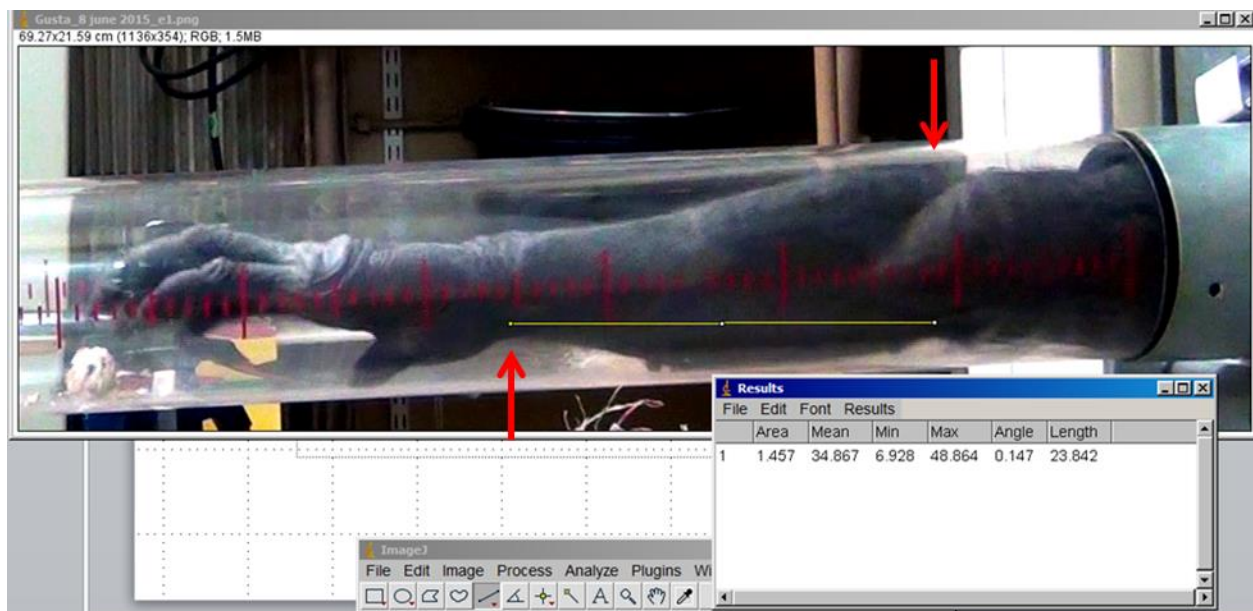 Gusta_8 june 2015_e1.png
69.27x21.59 cm (1136x354); RGB; 1.5MB
Results
File Edit Font Results
Area Mean Min Max Angle Length
1 1.457 34.867 6.928 48.864 0.147 23.842
ImageJ
File Edit Image Process Analyze Plugins Wi
A